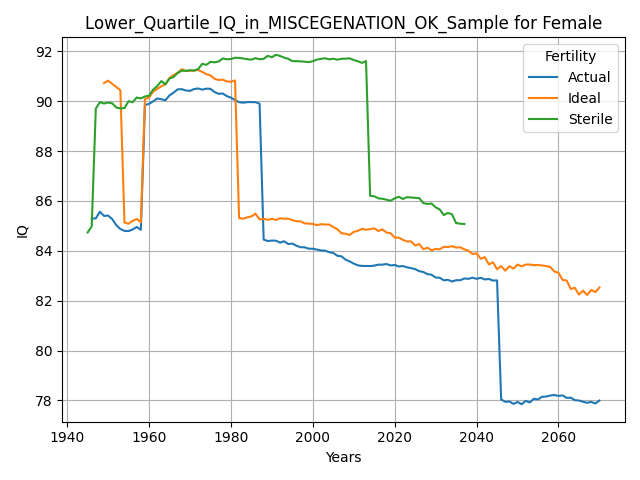 Lower_Quartile_IQ_in_MISCEGENATION_OK_Sample for Female
Fertility
Actual
Ideal
Sterile
IQ
92
90
88
86
84
82
80
78
1940 1960 1980 2000 2020 2040 2060
Years